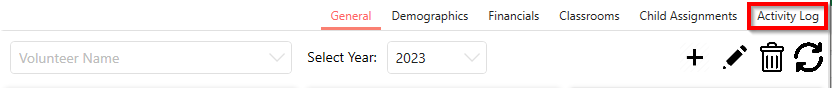 General Demographics Financials Classrooms Child Assignments Activity Log
Volunteer Name Select Year: 2023